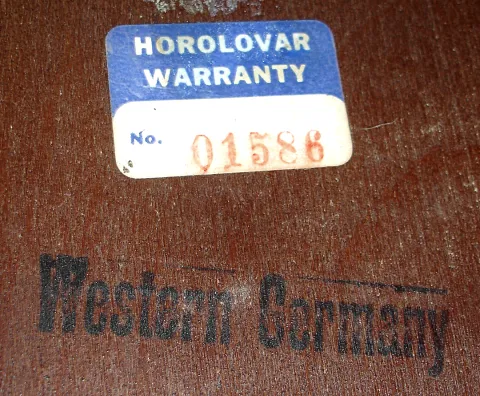 HOROLOVAR
WARRANTY
No. 01586
Western Germany